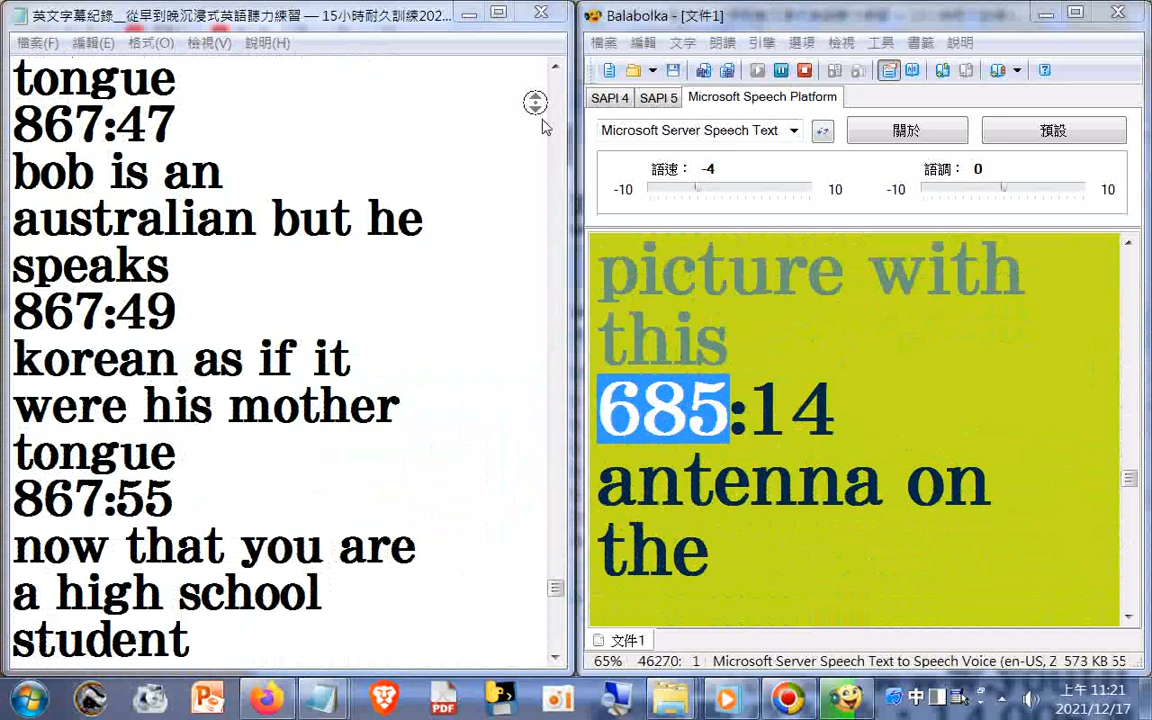 英文字幕紀錄__從早到晚沉浸式英語聽力練習 — 15小時耐久訓練202...
檔案(F) 編輯(E) 格式(O) 檢視(V) 說明(H)
tongue
867:47
bob is an
australian but he
speaks
867:49
korean as if it
were his mother
tongue
867:55
now that you are
a high school
student
Balabolka - [文件1]
檔案 編輯 文字 朗讀 引擎 選項 檢視 工具 書籤 說明
SAPI 4 SAPI 5 Microsoft Speech Platform
Microsoft Server Speech Text 關於 預設
語速： -4 語調： 0
-10 10 -10 10
picture with
this
685:14
antenna on
the
文件1
65% 46270: 1 Microsoft Server Speech Text to Speech Voice (en-US, Z 573 KB 55
中 上午 11:21
2021/12/17